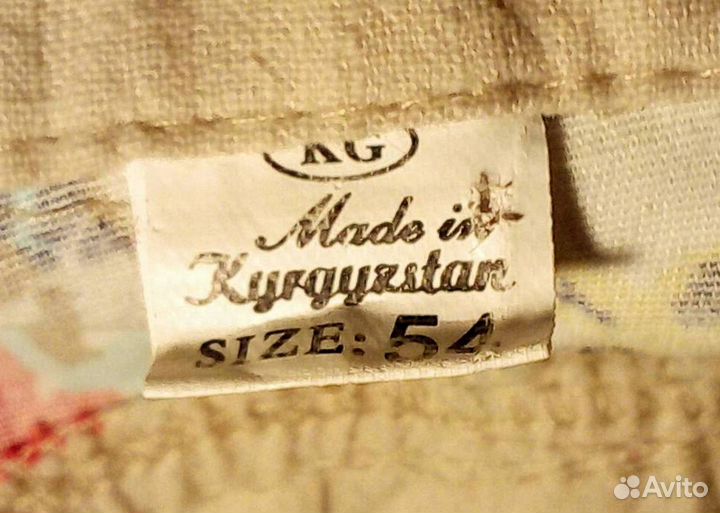 KG
Made in
Kyrgyzstan
SIZE: 54
Avito